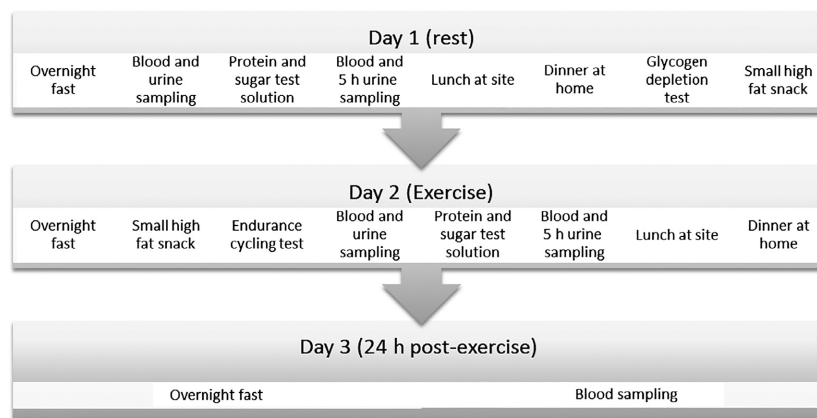 Day 1 (rest)
Overnight
fast
Blood and
urine
sampling
Protein and
sugar test
solution
Blood and
5 h urine
sampling
Lunch at site
Dinner at
home
Glycogen
depletion
test
Small high
fat snack
Day 2 (Exercise)
Overnight
fast
Small high
fat snack
Endurance
cycling test
Blood and
urine
sampling
Protein and
sugar test
solution
Blood and
5 h urine
sampling
Lunch at site
Dinner at
home
Day 3 (24 h post-exercise)
Overnight fast
Blood sampling